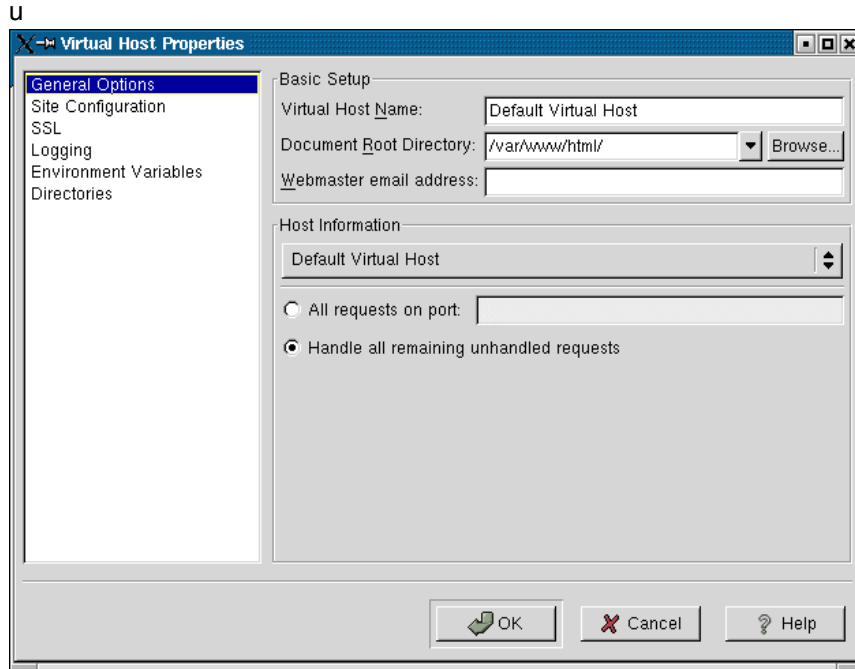 u
Virtual Host Properties
General Options
Site Configuration
SSL
Logging
Environment Variables
Directories
Basic Setup
Virtual Host Name: Default Virtual Host
Document Root Directory: /var/www/html/ Browse...
Webmaster email address:
Host Information
Default Virtual Host
All requests on port:
Handle all remaining unhandled requests
OK Cancel Help